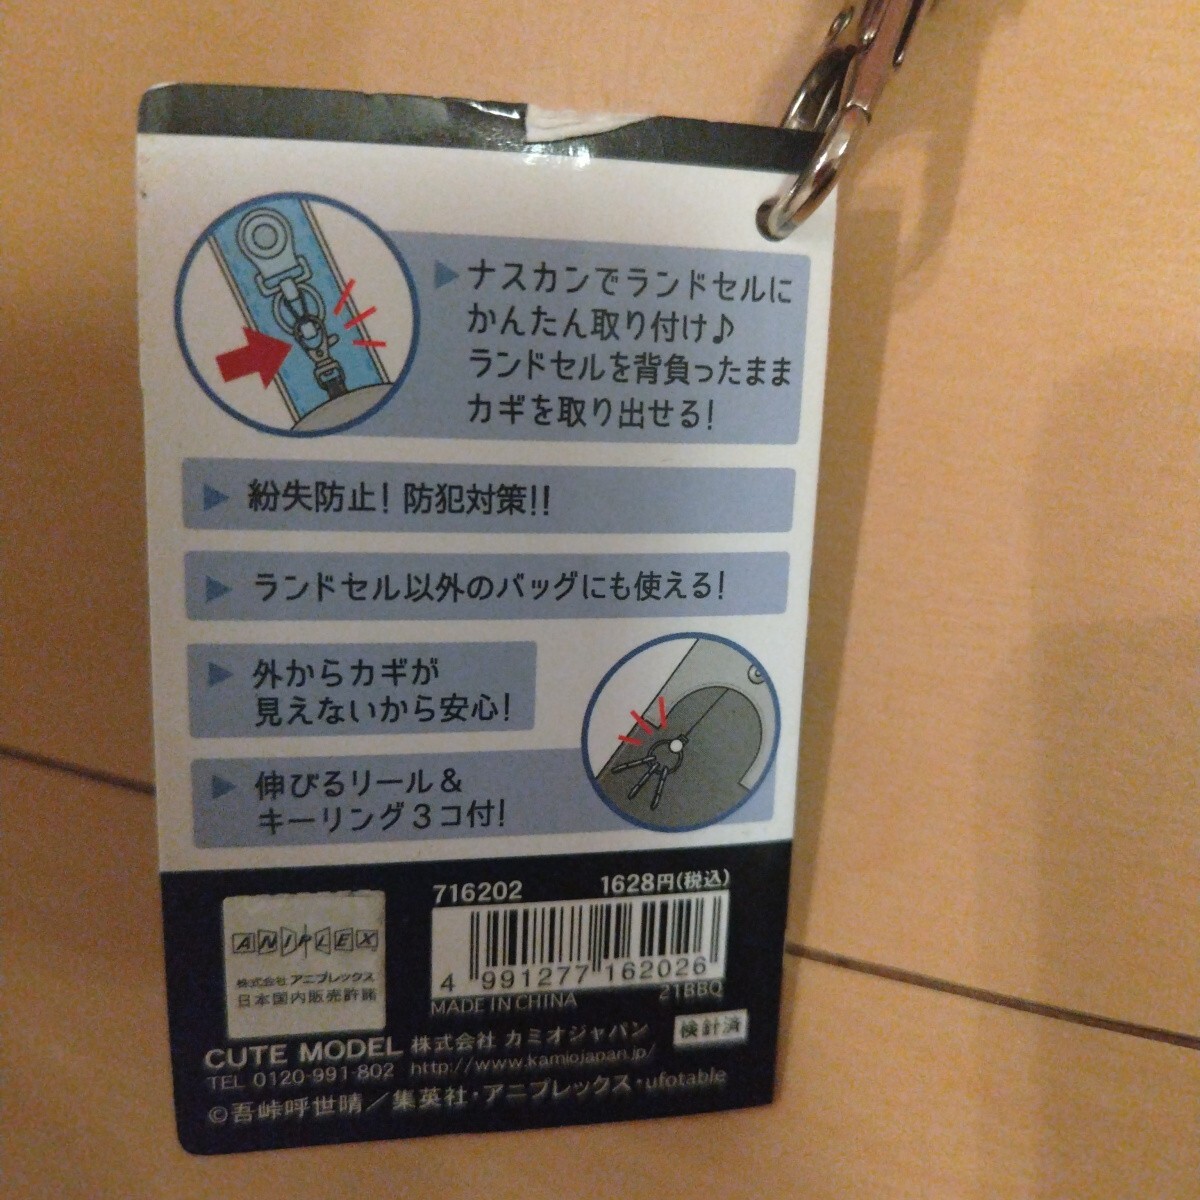 ナスカンでランドセルに
かんたん取り付け♪
ランドセルを背負ったまま
カギを取り出せる!
紛失防止! 防犯対策!!
ランドセル以外のバッグにも使える!
外からカギが
見えないから安心!
伸びるリール&
キーリング3コ付!
716202 1628円(税込)
4 991277 162026
MADE IN CHINA 21BBQ
ANIPLEX
株式会社 アニプレックス
日本国内販売許諾
検針済
CUTE MODEL 株式会社 カミオジャパン
TEL 0120-991-802 http://www.kamiojapan.jp/
©吾峠呼世晴/集英社・アニプレックス・ufotable